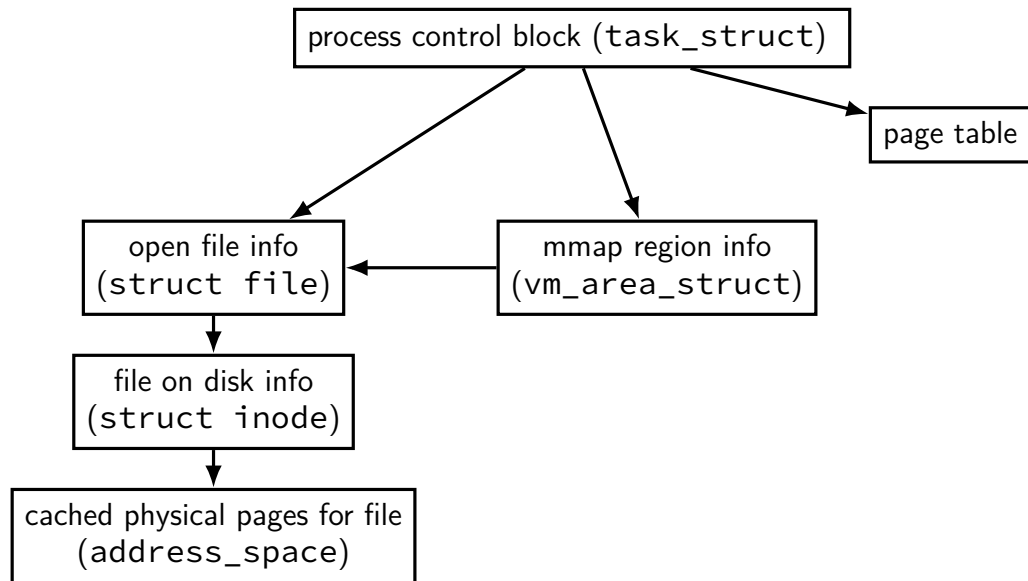 process control block (task_struct)
page table
open file info
(struct file)
mmap region info
(vm_area_struct)
file on disk info
(struct inode)
cached physical pages for file
(address_space)